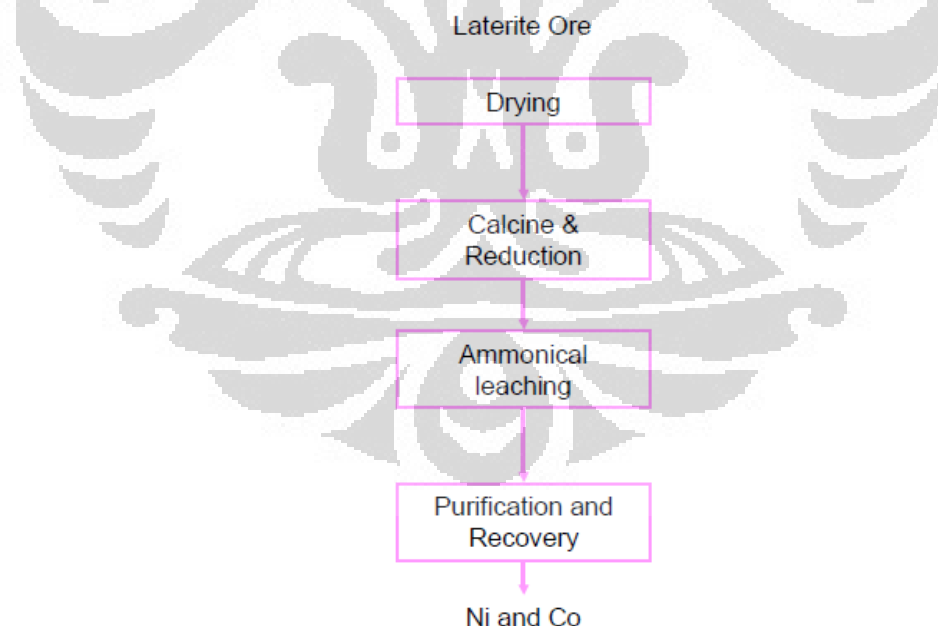 Laterite Ore
Drying
Calcine &
Reduction
Ammonical
leaching
Purification and
Recovery
Ni and Co